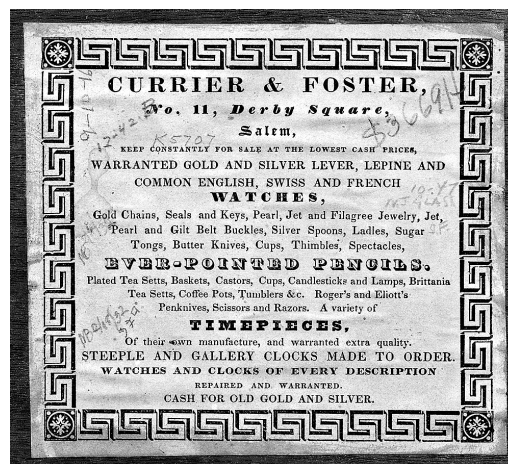 CURRIER & FOSTER,
No. 11, Derby Square,
Salem,
KEEP CONSTANTLY FOR SALE AT THE LOWEST CASH PRICES,
WARRANTED GOLD AND SILVER LEVER, LEPINE AND
COMMON ENGLISH, SWISS AND FRENCH
WATCHES,
Gold Chains, Seals and Keys, Pearl, Jet and Filagree Jewelry, Jet,
Pearl and Gilt Belt Buckles, Silver Spoons, Ladles, Sugar
Tongs, Butter Knives, Cups, Thimbles, Spectacles,
EVER-POINTED PENCILS.
Plated Tea Setts, Baskets, Castors, Cups, Candlesticks and Lamps, Brittania
Tea Setts, Coffee Pots, Tumblers &c. Roger's and Eliott's
Penknives, Scissors and Razors. A variety of
TIMEPIECES,
Of their own manufacture, and warranted extra quality.
STEEPLE AND GALLERY CLOCKS MADE TO ORDER.
WATCHES AND CLOCKS OF EVERY DESCRIPTION
REPAIRED AND WARRANTED.
CASH FOR OLD GOLD AND SILVER.
9-10-16
K5707